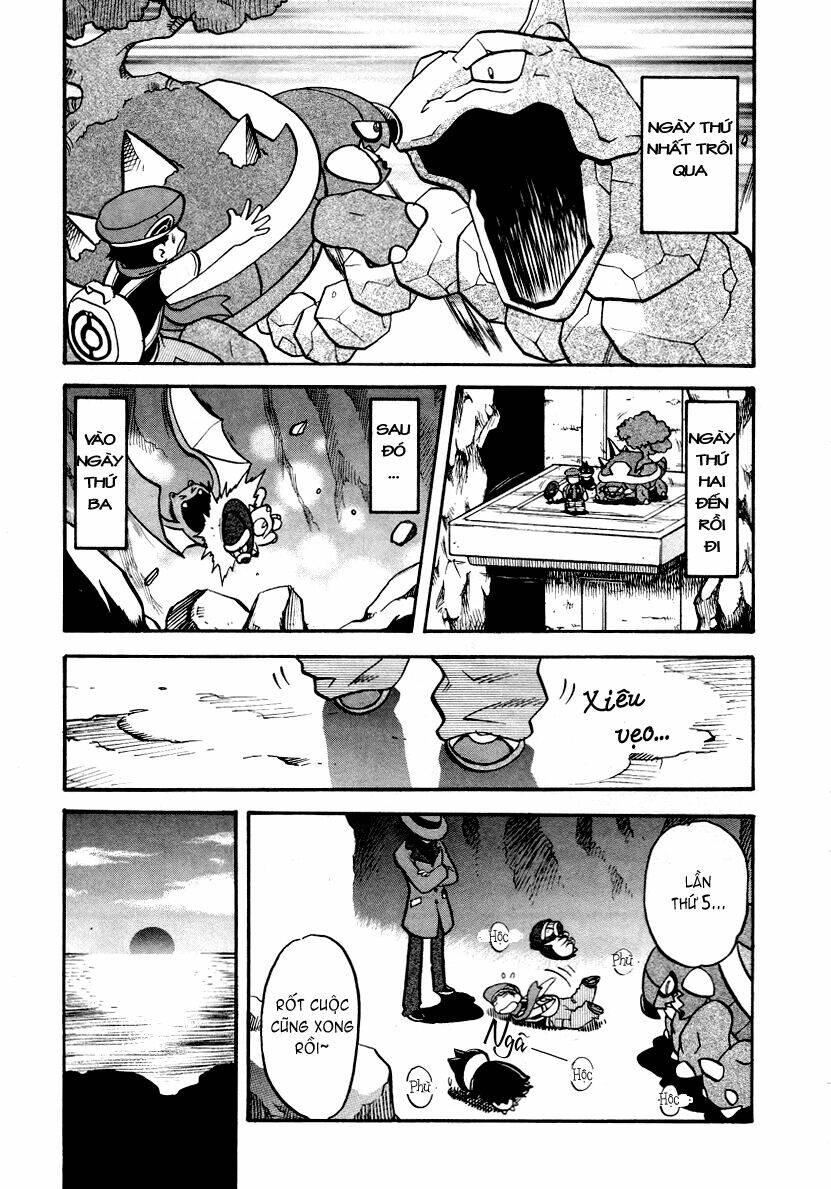 NGÀY THỨ
NHẤT TRÔI
QUA
NGÀY
THỨ
HAI
ĐẾN
RỒI
ĐI
SAU
ĐÓ
...
VÀO
NGÀY
THỨ
BA
Xiêu
vẹo...
LẦN
THỨ 5...
Hộc
Phù
RỐT CUỘC
CŨNG XONG
RỒI~
Ngã
Hộc
Phù
Hộc